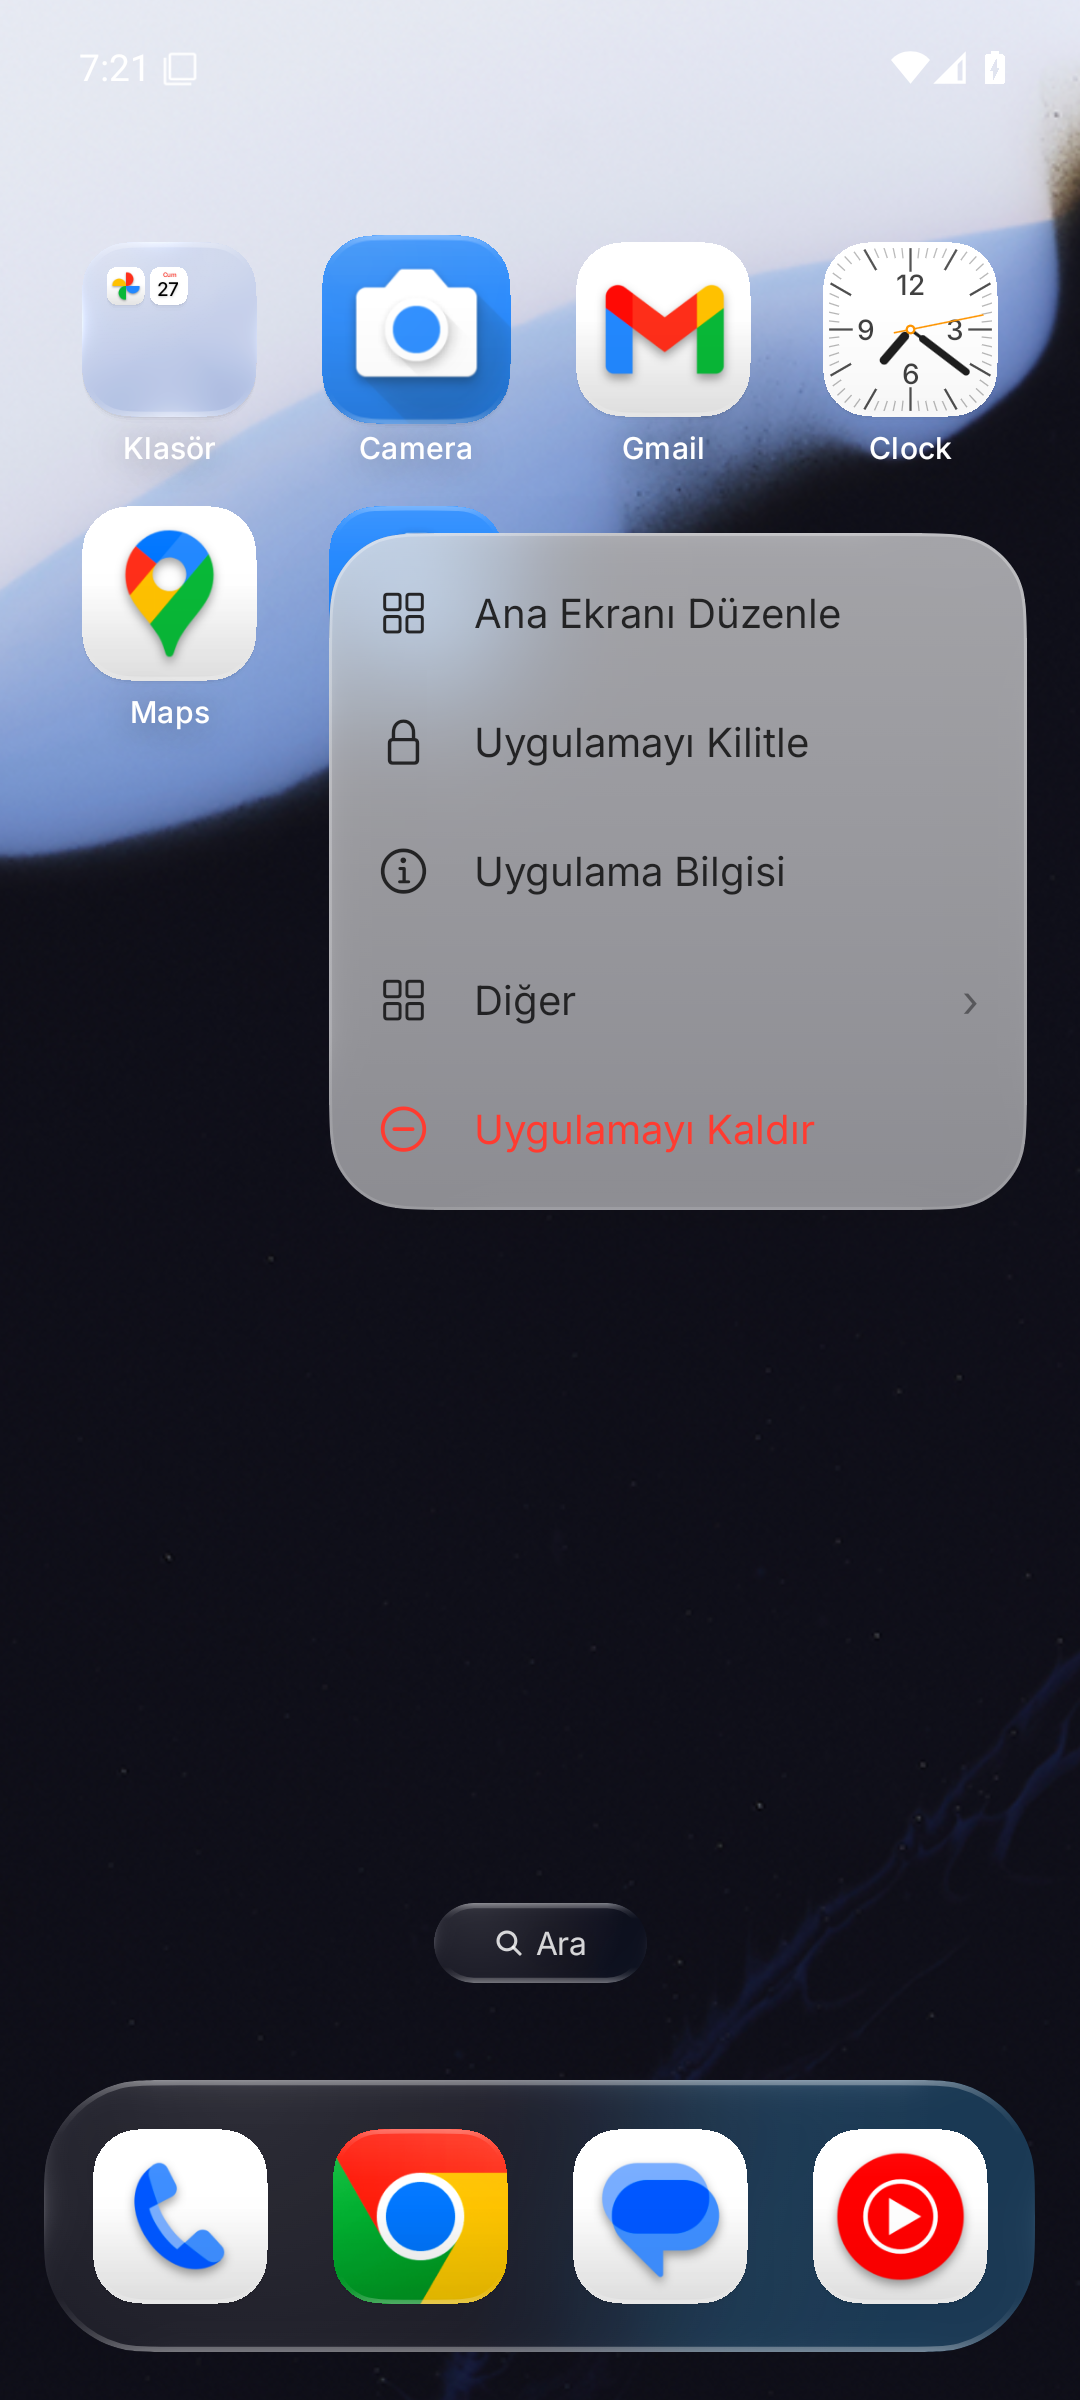 7:21
Cum
27
12
9
3
6
Klasör
Camera
Gmail
Clock
Maps
Ana Ekranı Düzenle
Uygulamayı Kilitle
Uygulama Bilgisi
Diğer
Uygulamayı Kaldır
Ara